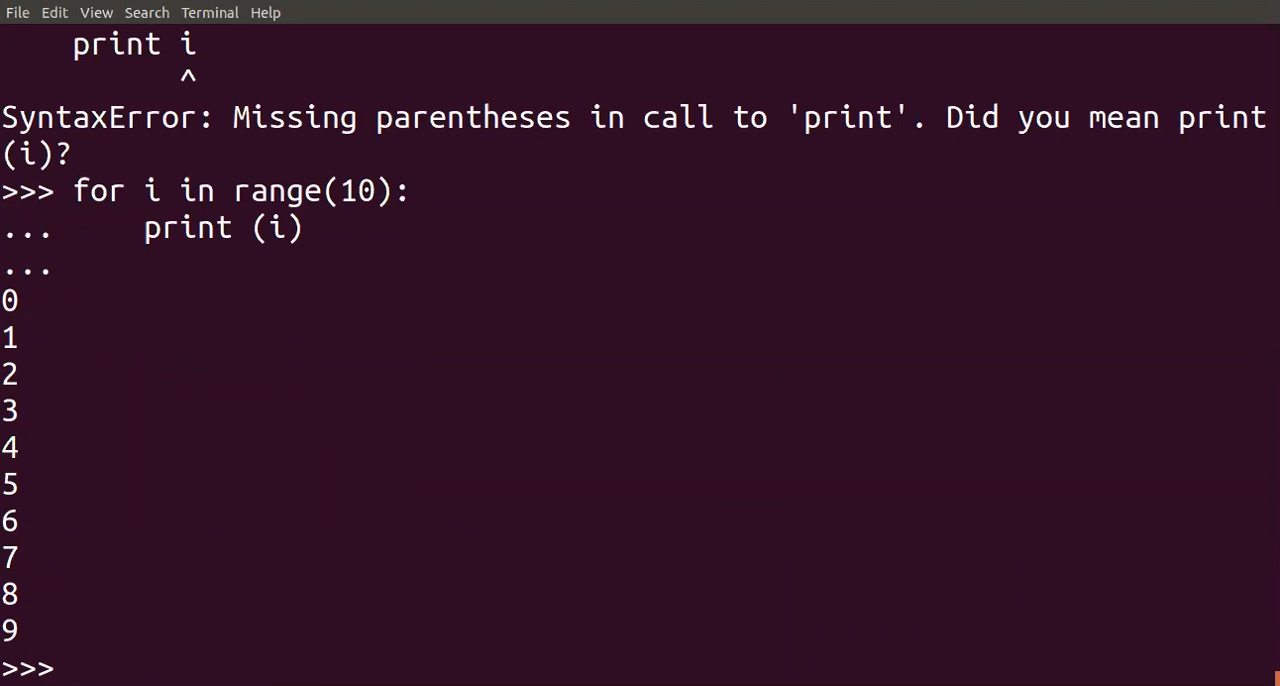 File Edit View Search Terminal Help
    print i
          ^
SyntaxError: Missing parentheses in call to 'print'. Did you mean print
(i)?
>>> for i in range(10):
...     print (i)
...
0
1
2
3
4
5
6
7
8
9
>>>